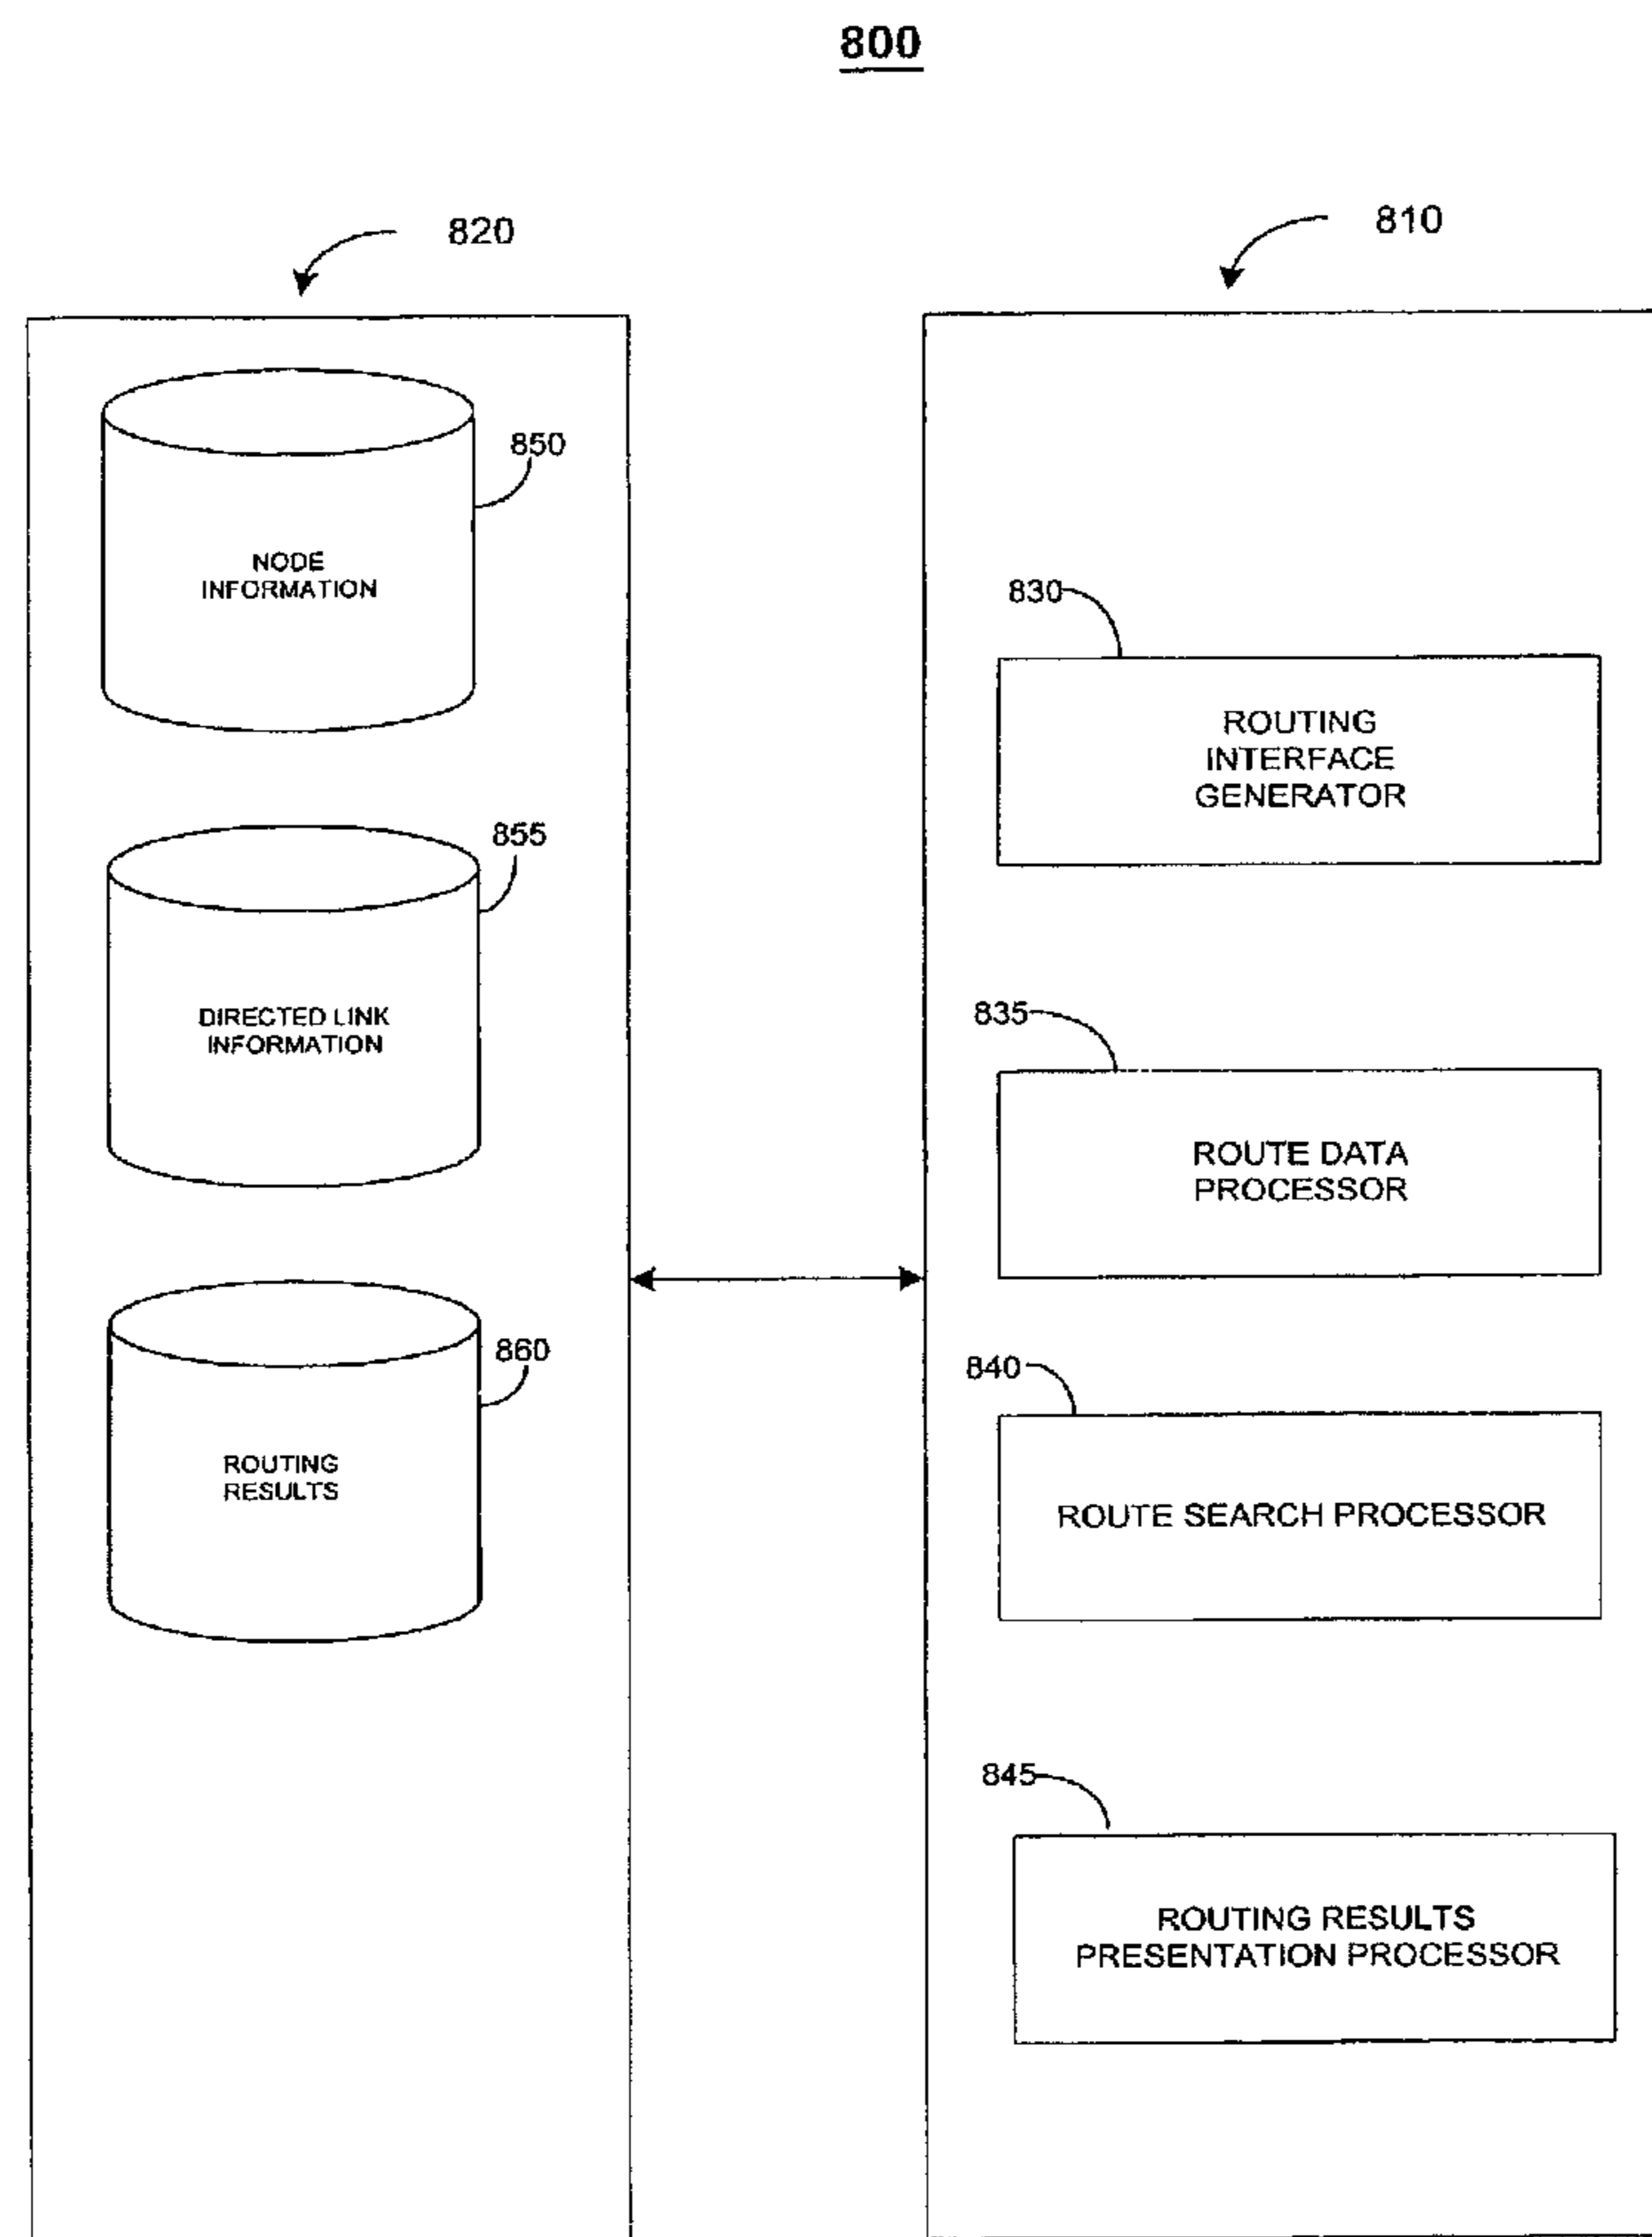 800
820
810
850
NODE
INFORMATION
830
ROUTING
INTERFACE
GENERATOR
855
DIRECTED LINK
INFORMATION
835
ROUTE DATA
PROCESSOR
860
ROUTING
RESULTS
840
ROUTE SEARCH PROCESSOR
845
ROUTING RESULTS
PRESENTATION PROCESSOR